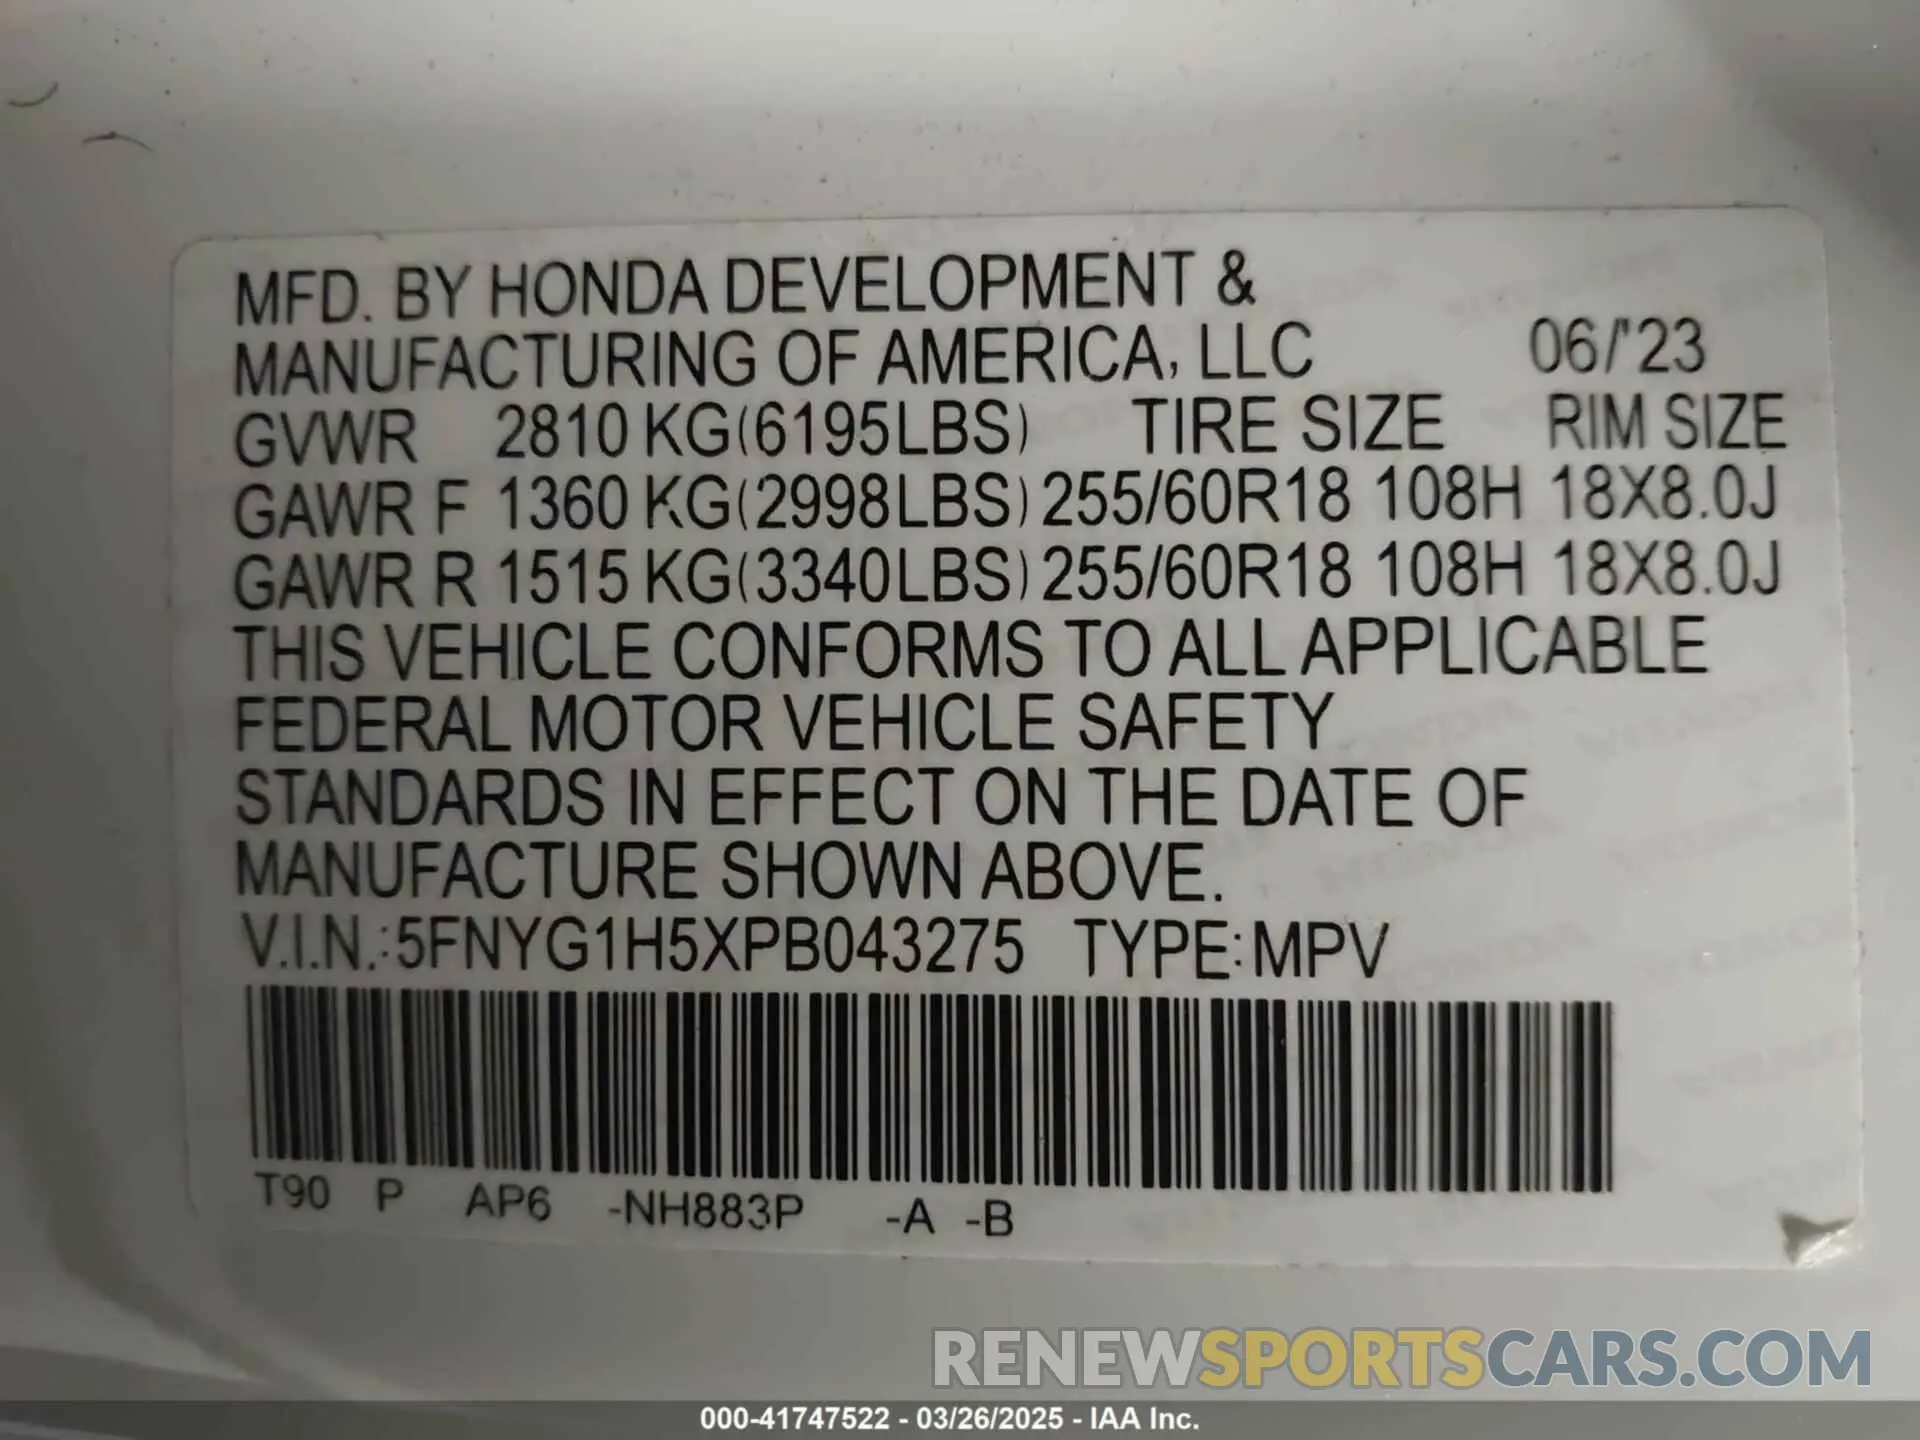 MFD. BY HONDA DEVELOPMENT &
MANUFACTURING OF AMERICA, LLC 06/'23
GVWR 2810 KG(6195LBS) TIRE SIZE RIM SIZE
GAWR F 1360 KG(2998LBS) 255/60R18 108H 18X8.0J
GAWR R 1515 KG(3340LBS) 255/60R18 108H 18X8.0J
THIS VEHICLE CONFORMS TO ALL APPLICABLE
FEDERAL MOTOR VEHICLE SAFETY
STANDARDS IN EFFECT ON THE DATE OF
MANUFACTURE SHOWN ABOVE.
V.I.N.:5FNYG1H5XPB043275 TYPE:MPV
T90 P AP6 -NH883P -A -B
RENEWSPORTSCARS.COM
000-41747522 - 03/26/2025 - IAA Inc.